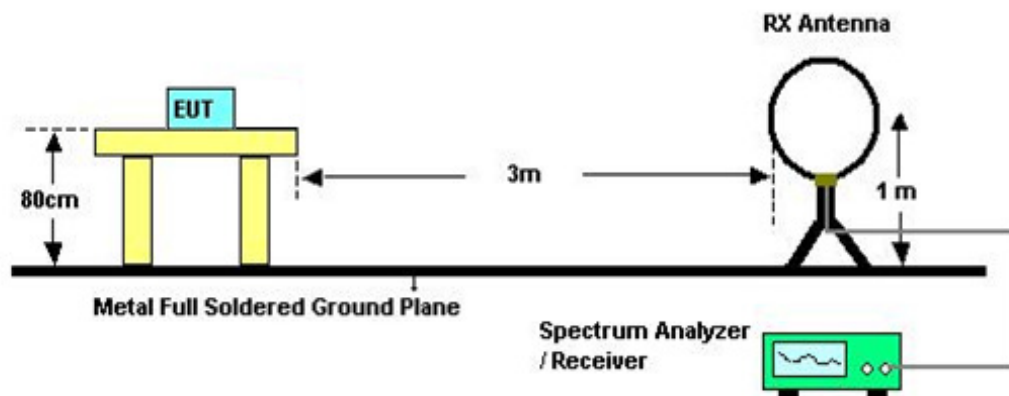 RX Antenna
EUT
80cm
3m
1 m
Metal Full Soldered Ground Plane
Spectrum Analyzer
/ Receiver